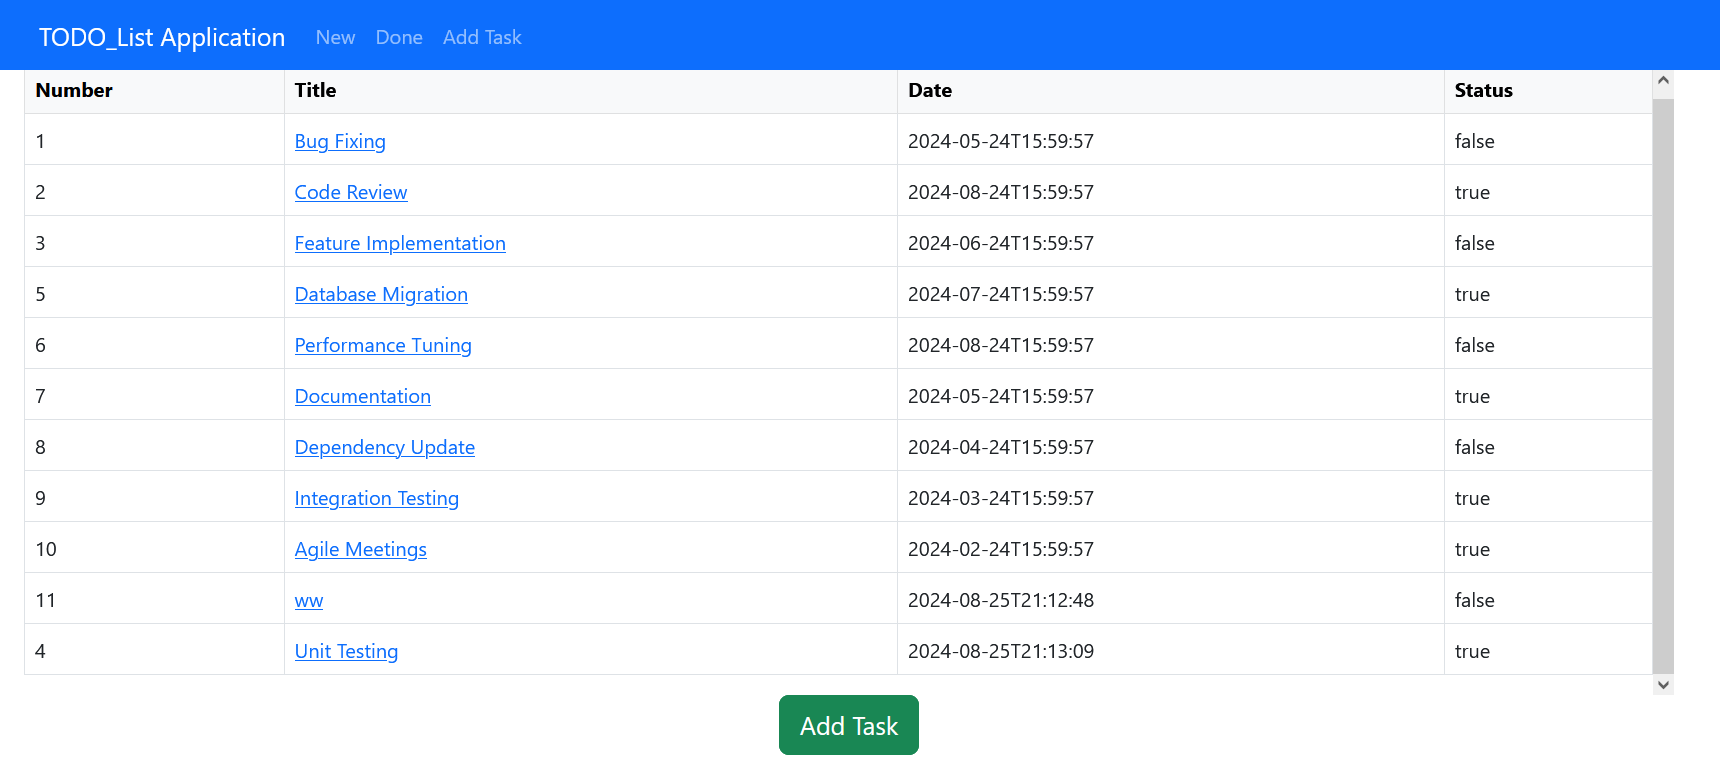 TODO_List Application New Done Add Task
Number Title Date Status
1 Bug Fixing 2024-05-24T15:59:57 false
2 Code Review 2024-08-24T15:59:57 true
3 Feature Implementation 2024-06-24T15:59:57 false
5 Database Migration 2024-07-24T15:59:57 true
6 Performance Tuning 2024-08-24T15:59:57 false
7 Documentation 2024-05-24T15:59:57 true
8 Dependency Update 2024-04-24T15:59:57 false
9 Integration Testing 2024-03-24T15:59:57 true
10 Agile Meetings 2024-02-24T15:59:57 true
11 ww 2024-08-25T21:12:48 false
4 Unit Testing 2024-08-25T21:13:09 true
Add Task